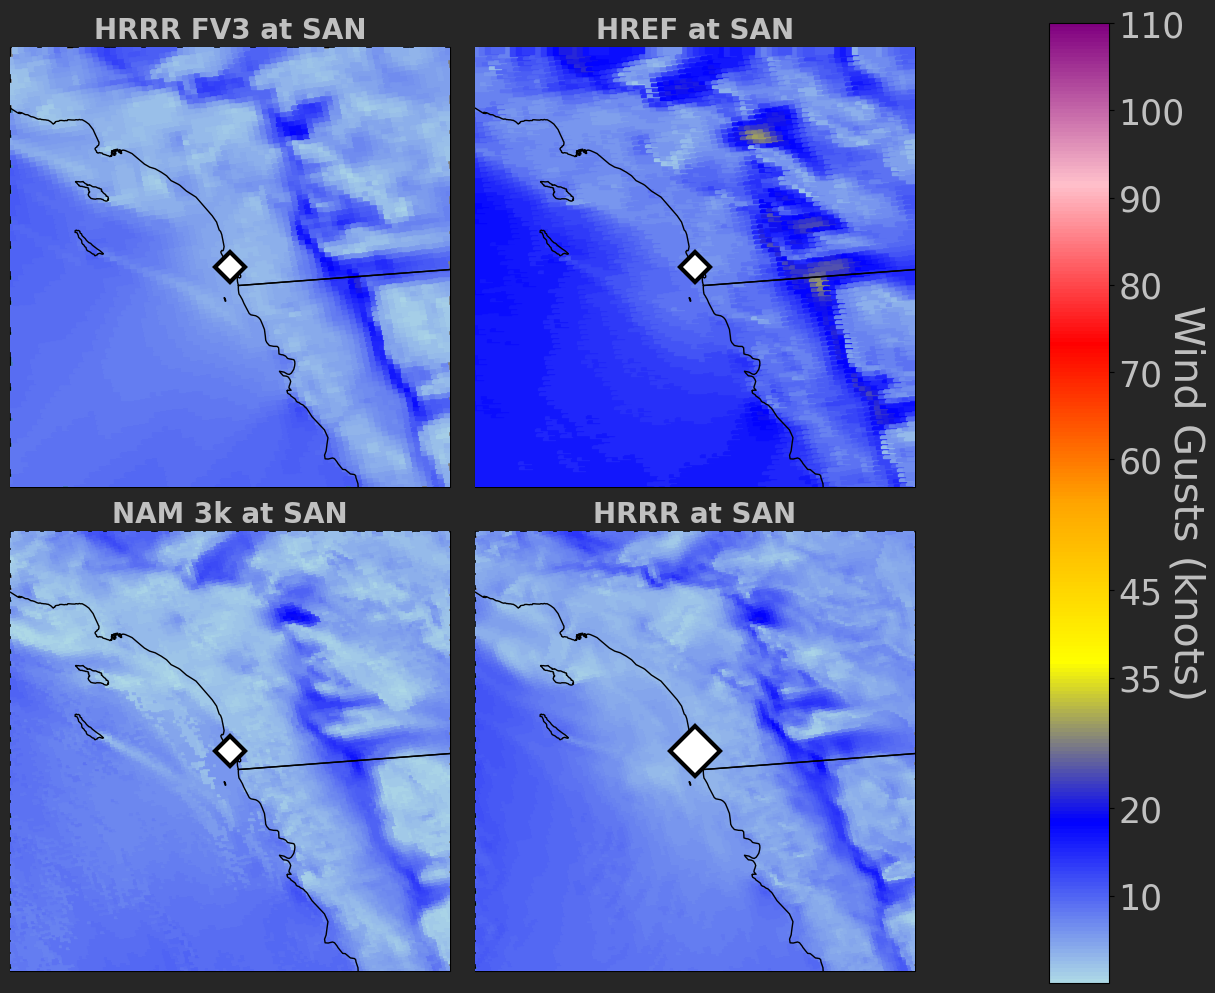 HRRR FV3 at SAN
HREF at SAN
NAM 3k at SAN
HRRR at SAN
110
100
90
80
70
60
45
35
20
10
Wind Gusts (knots)